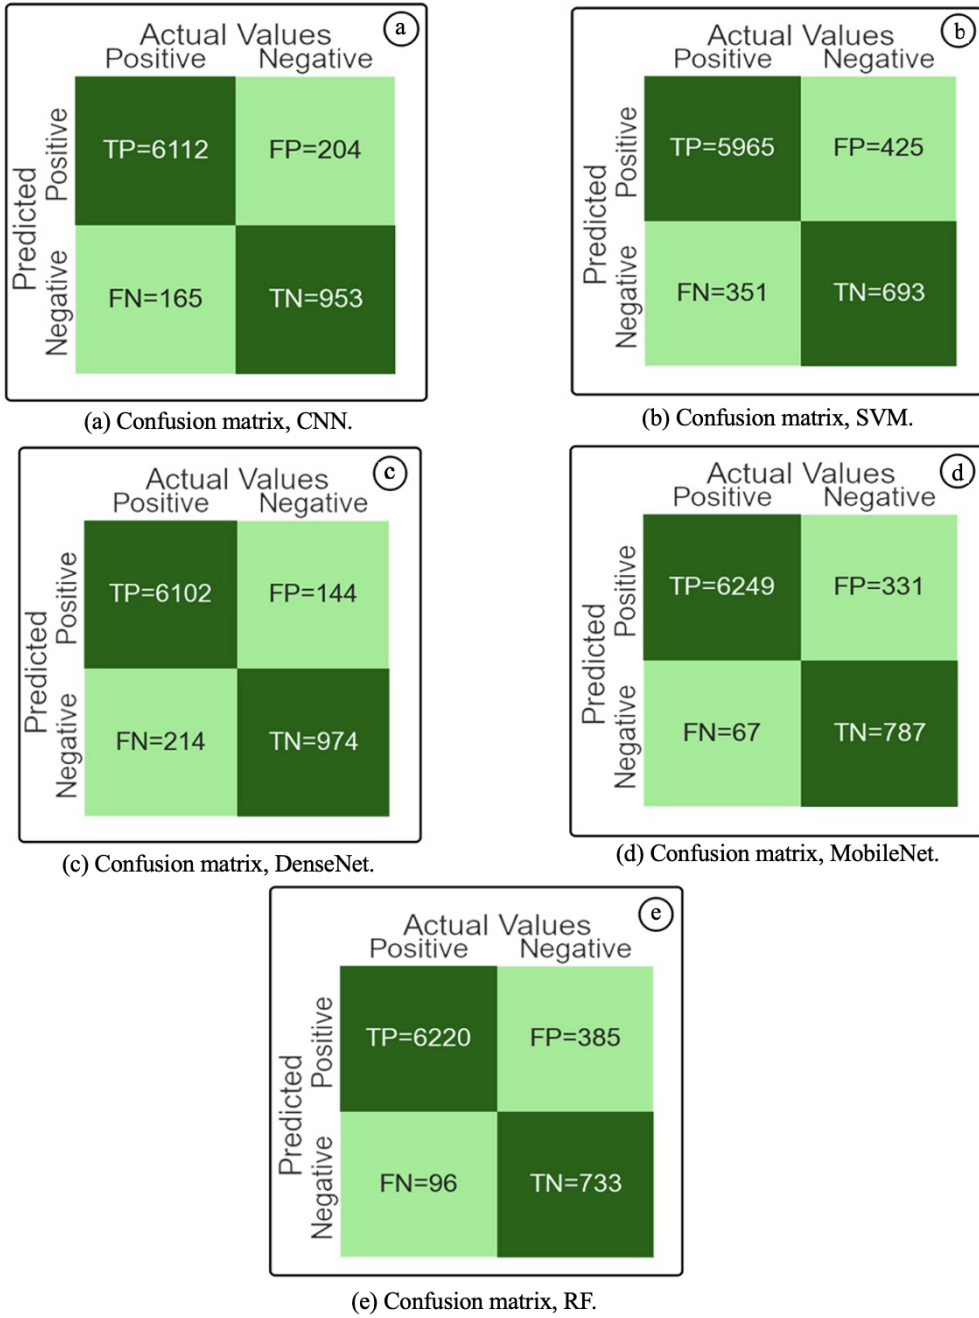 a
Actual Values
Positive Negative
Predicted
Positive
Negative
TP=6112 FP=204
FN=165 TN=953
(a) Confusion matrix, CNN.
b
Actual Values
Positive Negative
Predicted
Positive
Negative
TP=5965 FP=425
FN=351 TN=693
(b) Confusion matrix, SVM.
c
Actual Values
Positive Negative
Predicted
Positive
Negative
TP=6102 FP=144
FN=214 TN=974
(c) Confusion matrix, DenseNet.
d
Actual Values
Positive Negative
Predicted
Positive
Negative
TP=6249 FP=331
FN=67 TN=787
(d) Confusion matrix, MobileNet.
e
Actual Values
Positive Negative
Predicted
Positive
Negative
TP=6220 FP=385
FN=96 TN=733
(e) Confusion matrix, RF.